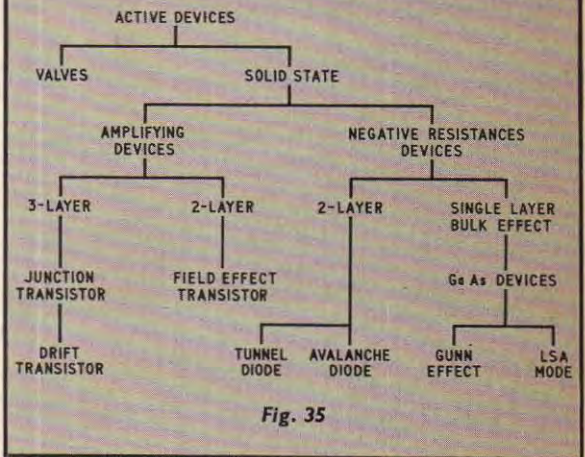 ACTIVE DEVICES
VALVES
SOLID STATE
AMPLIFYING
DEVICES
NEGATIVE RESISTANCES
DEVICES
3-LAYER
2-LAYER
2-LAYER
SINGLE LAYER
BULK EFFECT
JUNCTION
TRANSISTOR
FIELD EFFECT
TRANSISTOR
Ga As DEVICES
DRIFT
TRANSISTOR
TUNNEL
DIODE
AVALANCHE
DIODE
GUNN
EFFECT
LSA
MODE
Fig. 35